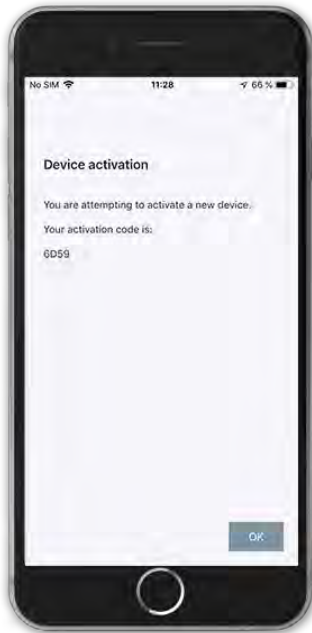 No SIM 11:28 66 %
Device activation
You are attempting to activate a new device.
Your activation code is:
6D59
OK